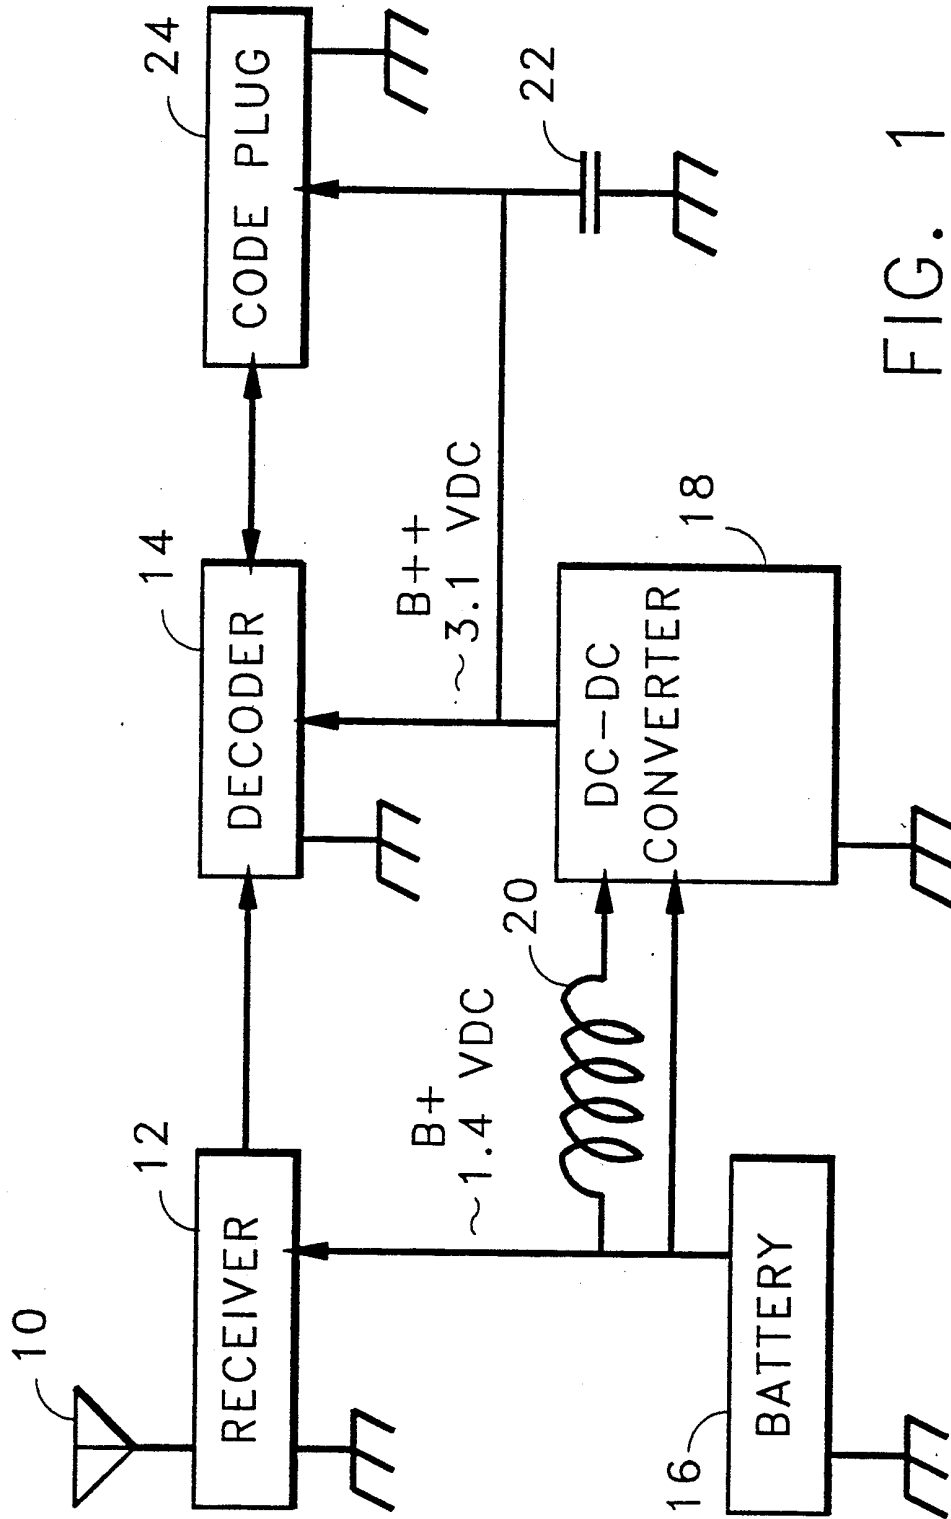 10
12
14
24
RECEIVER
DECODER
CODE PLUG
B+
~1.4 VDC
B++
~3.1 VDC
22
20
18
16
BATTERY
DC-DC
CONVERTER
FIG. 1